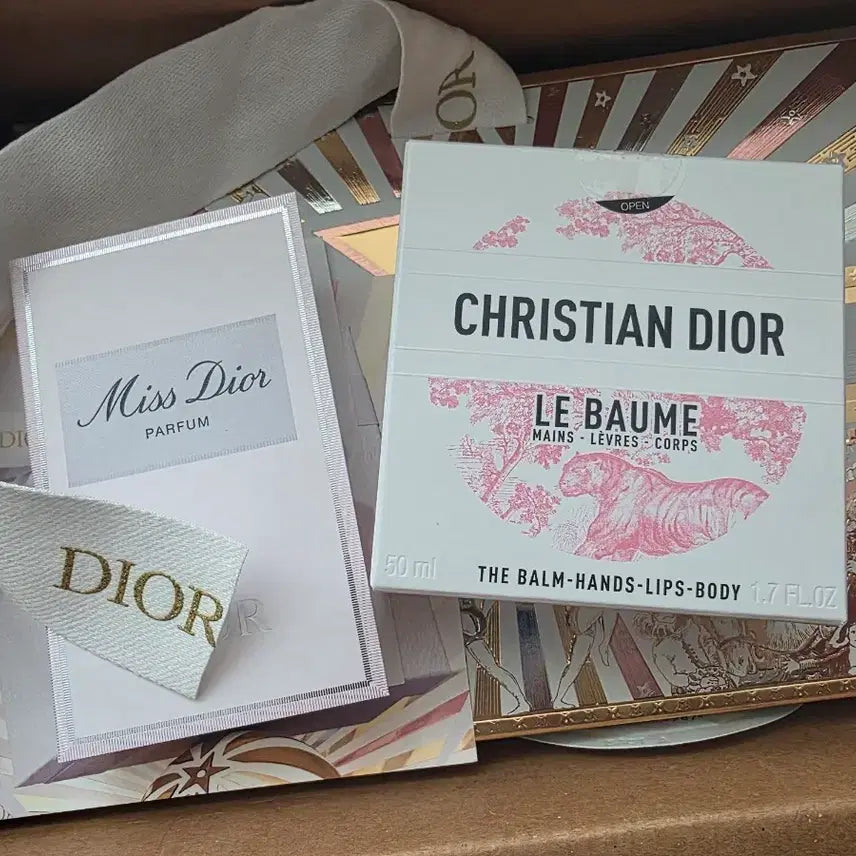 DIOR
Miss Dior
PARFUM
DIOR
OPEN
CHRISTIAN DIOR
LE BAUME
MAINS - LÈVRES - CORPS
50 ml
THE BALM-HANDS-LIPS-BODY
1.7 FL.OZ